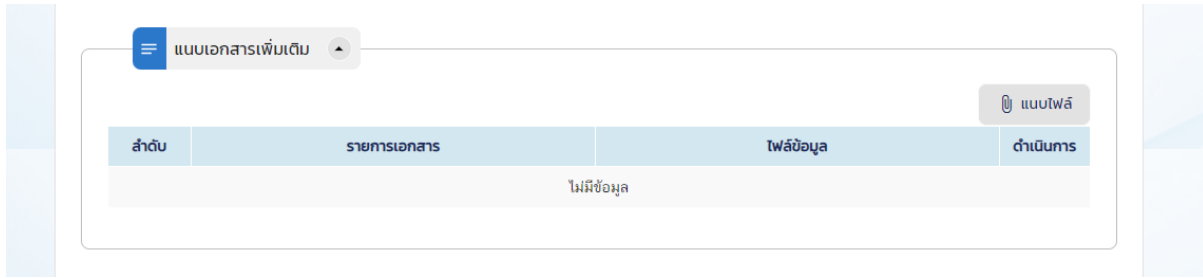 แนบเอกสารเพิ่มเติม
แนบไฟล์
ลำดับ รายการเอกสาร ไฟล์ข้อมูล ดำเนินการ
ไม่มีข้อมูล